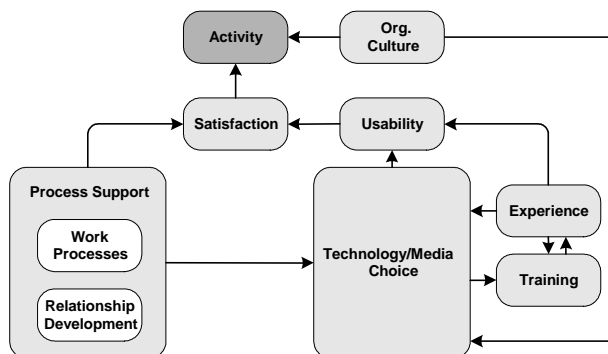 Activity
Org.
Culture
Satisfaction
Usability
Process Support
Work
Processes
Relationship
Development
Technology/Media
Choice
Experience
Training